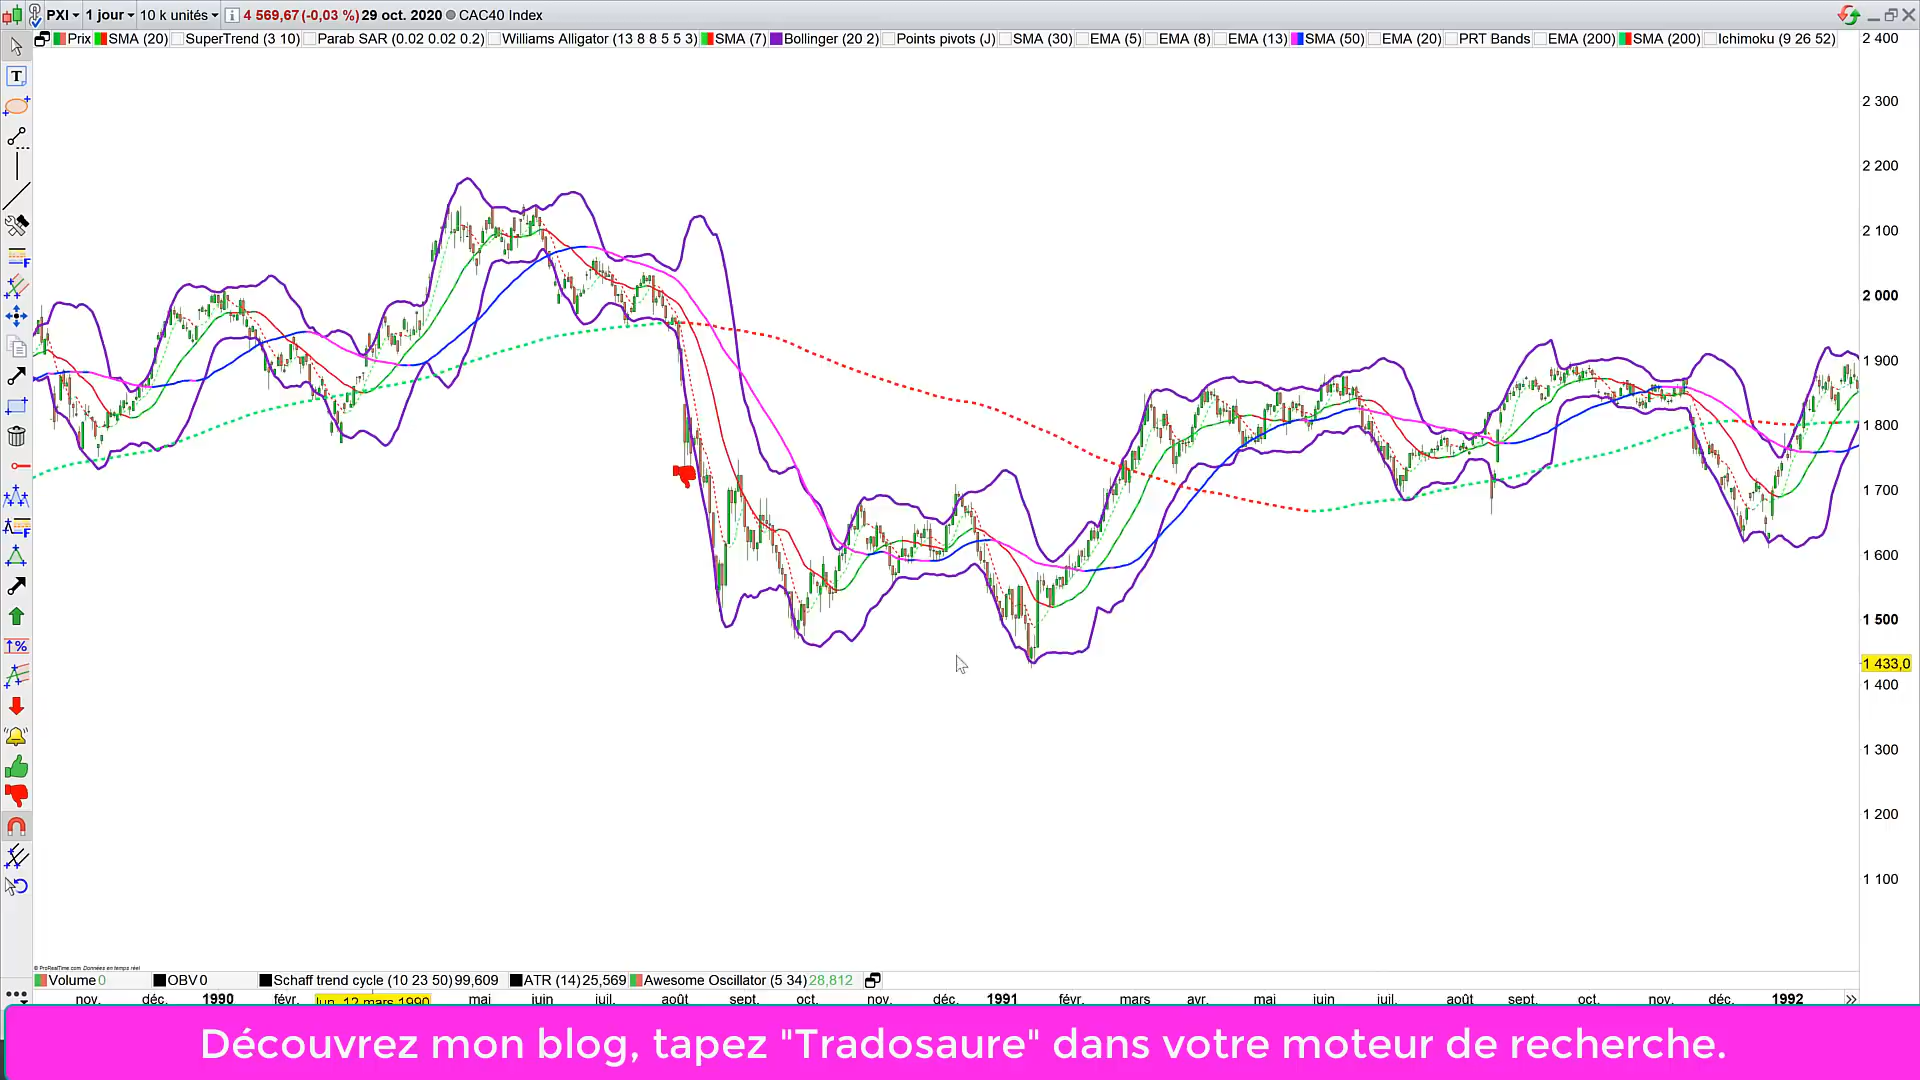 PXI 1 jour 10 k unités 4 569,67 (-0,03 %) 29 oct. 2020 CAC40 Index
Prix SMA (20) SuperTrend (3 10) Parab SAR (0.02 0.02 0.2) Williams Alligator (13 8 8 5 5 3) SMA (7) Bollinger (20 2) Points pivots (J) SMA (30) EMA (5) EMA (8) EMA (13) SMA (50) EMA (20) PRT Bands EMA (200) SMA (200) Ichimoku (9 26 52)
2 400
2 300
2 200
2 100
2 000
1 900
1 800
1 700
1 600
1 500
1 433,0
1 400
1 300
1 200
1 100
© ProRealTime.com Données en temps réel
Volume 0 OBV 0 Schaff trend cycle (10 23 50) 99,609 ATR (14) 25,569 Awesome Oscillator (5 34) 28,812
nov. déc. 1990 févr. lun. 12 mars 1990 mai juin juil. août sept. oct. nov. déc. 1991 févr. mars avr. mai juin juil. août sept. oct. nov. déc. 1992
Découvrez mon blog, tapez "Tradosaure" dans votre moteur de recherche.